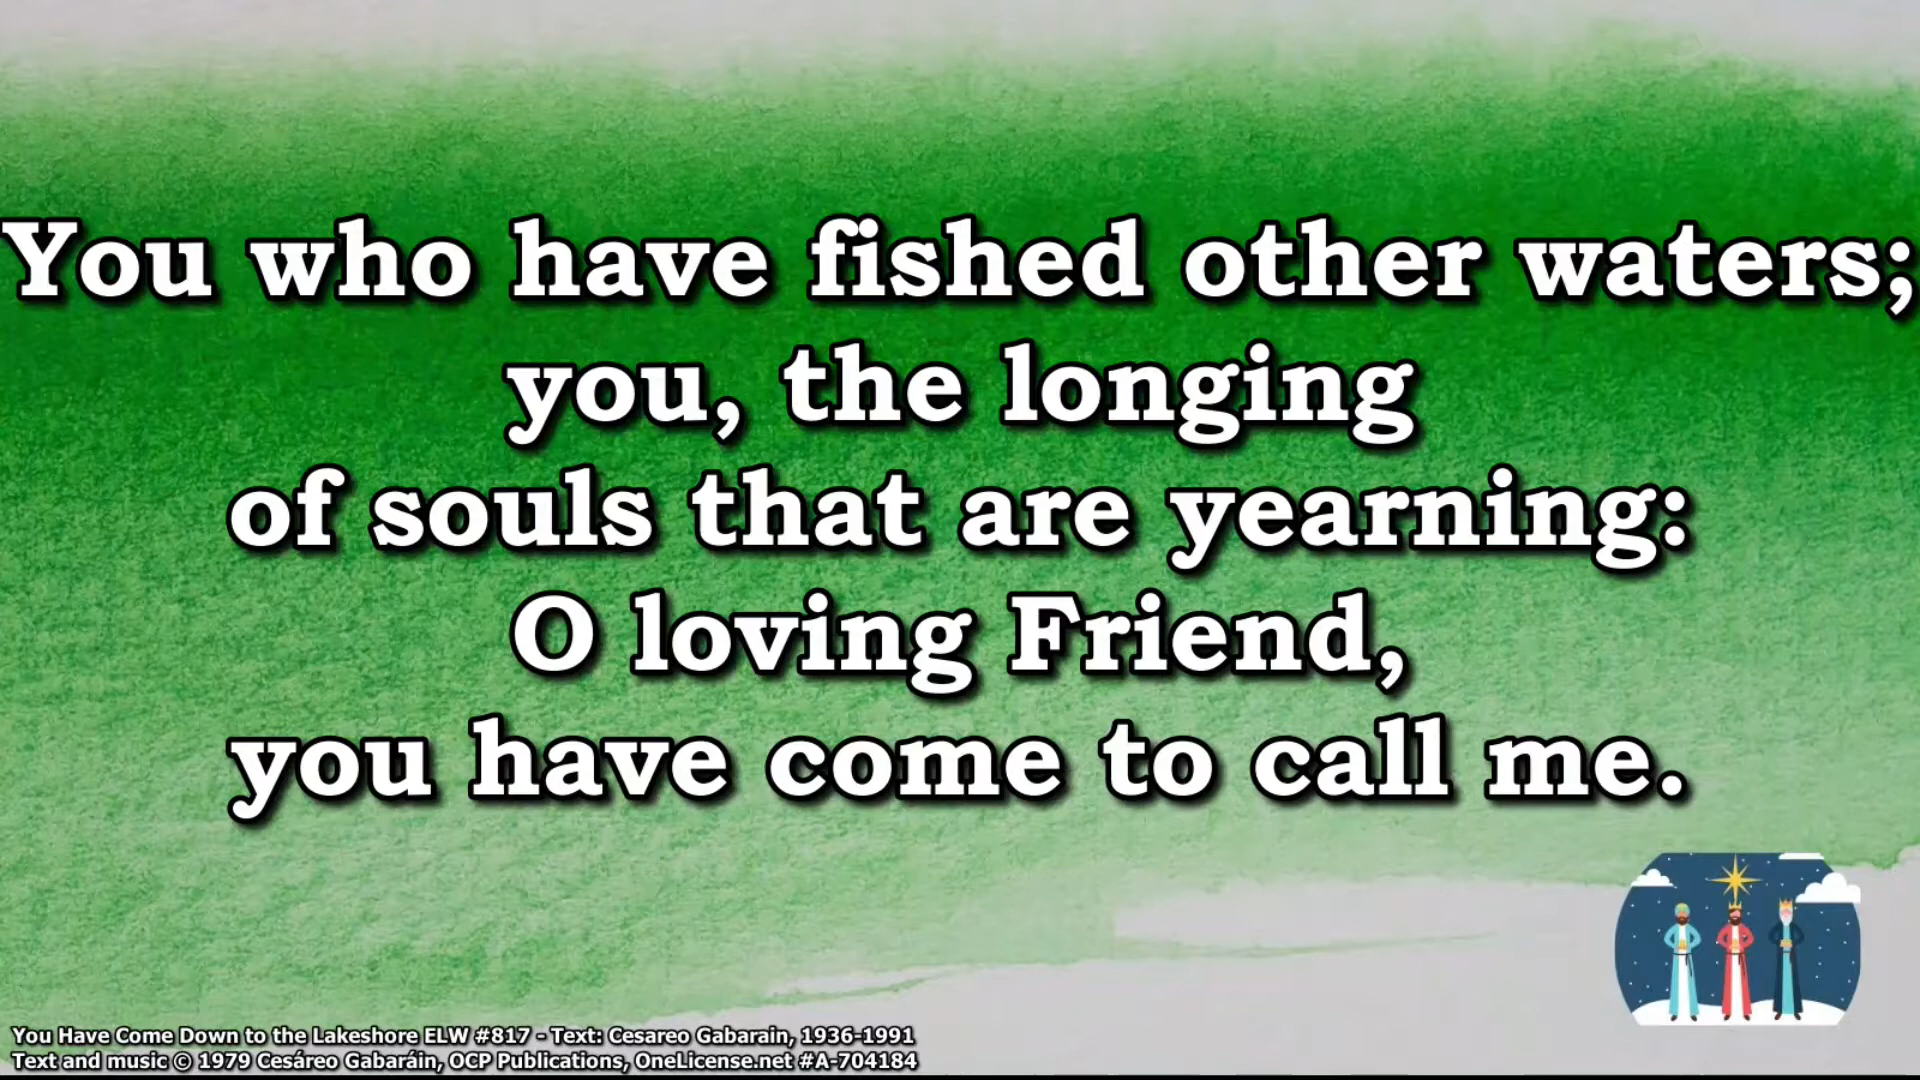 You who have fished other waters;
you, the longing
of souls that are yearning:
O loving Friend,
you have come to call me.
You Have Come Down to the Lakeshore ELW #817 - Text: Cesareo Gabarain, 1936-1991
Text and music © 1979 Cesáreo Gabaráin, OCP Publications, OneLicense.net #A-704184